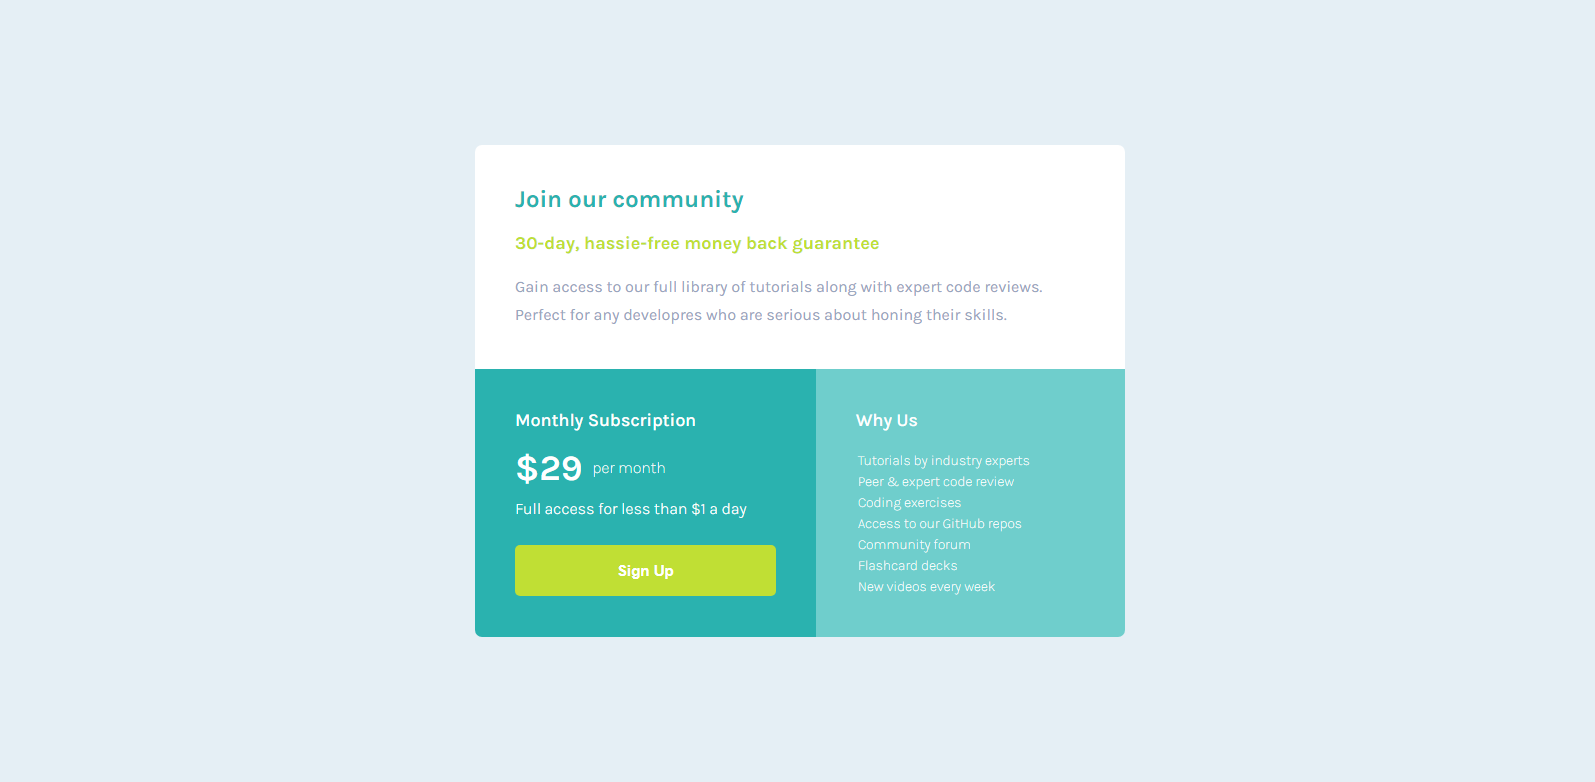 Join our community
30-day, hassie-free money back guarantee
Gain access to our full library of tutorials along with expert code reviews.
Perfect for any developres who are serious about honing their skills.
Monthly Subscription
$29 per month
Full access for less than $1 a day
Sign Up
Why Us
Tutorials by industry experts
Peer & expert code review
Coding exercises
Access to our GitHub repos
Community forum
Flashcard decks
New videos every week